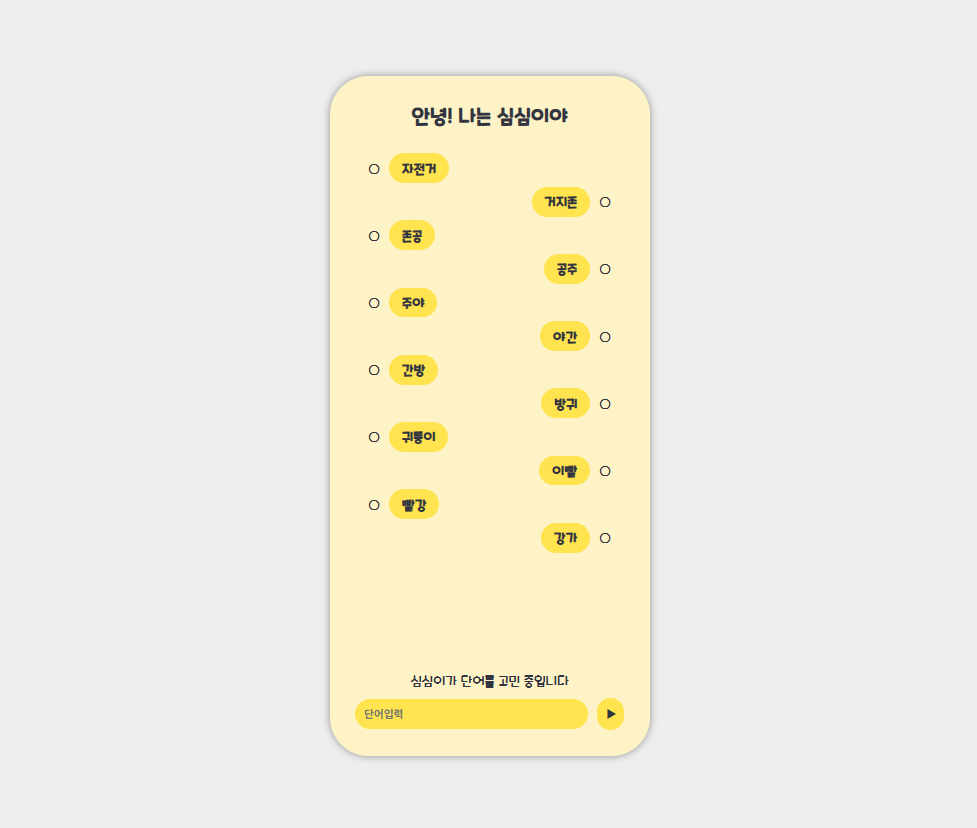 안녕! 나는 심심이야
자전거
거지존
존공
공주
주야
야간
간방
방귀
귀퉁이
이빨
빨강
강가
심심이가 단어를 고민 중입니다
단어입력